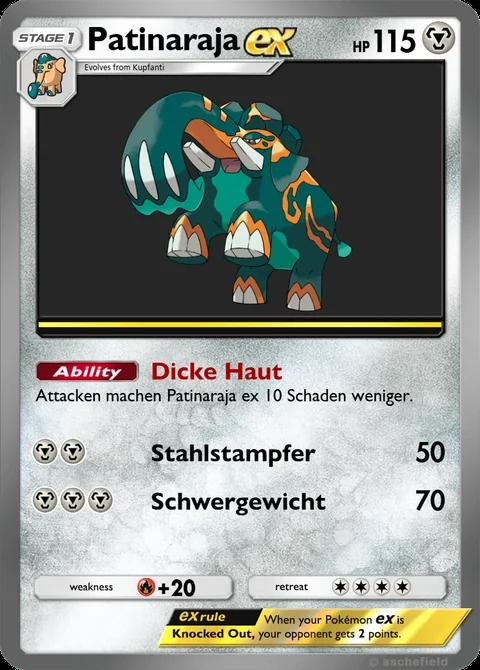 STAGE 1 Patinaraja ex HP 115
Evolves from Kupfanti
Ability Dicke Haut
Attacken machen Patinaraja ex 10 Schaden weniger.
Stahlstampfer 50
Schwergewicht 70
weakness +20 retreat
ex rule When your Pokémon ex is
Knocked Out, your opponent gets 2 points.
© aschefield